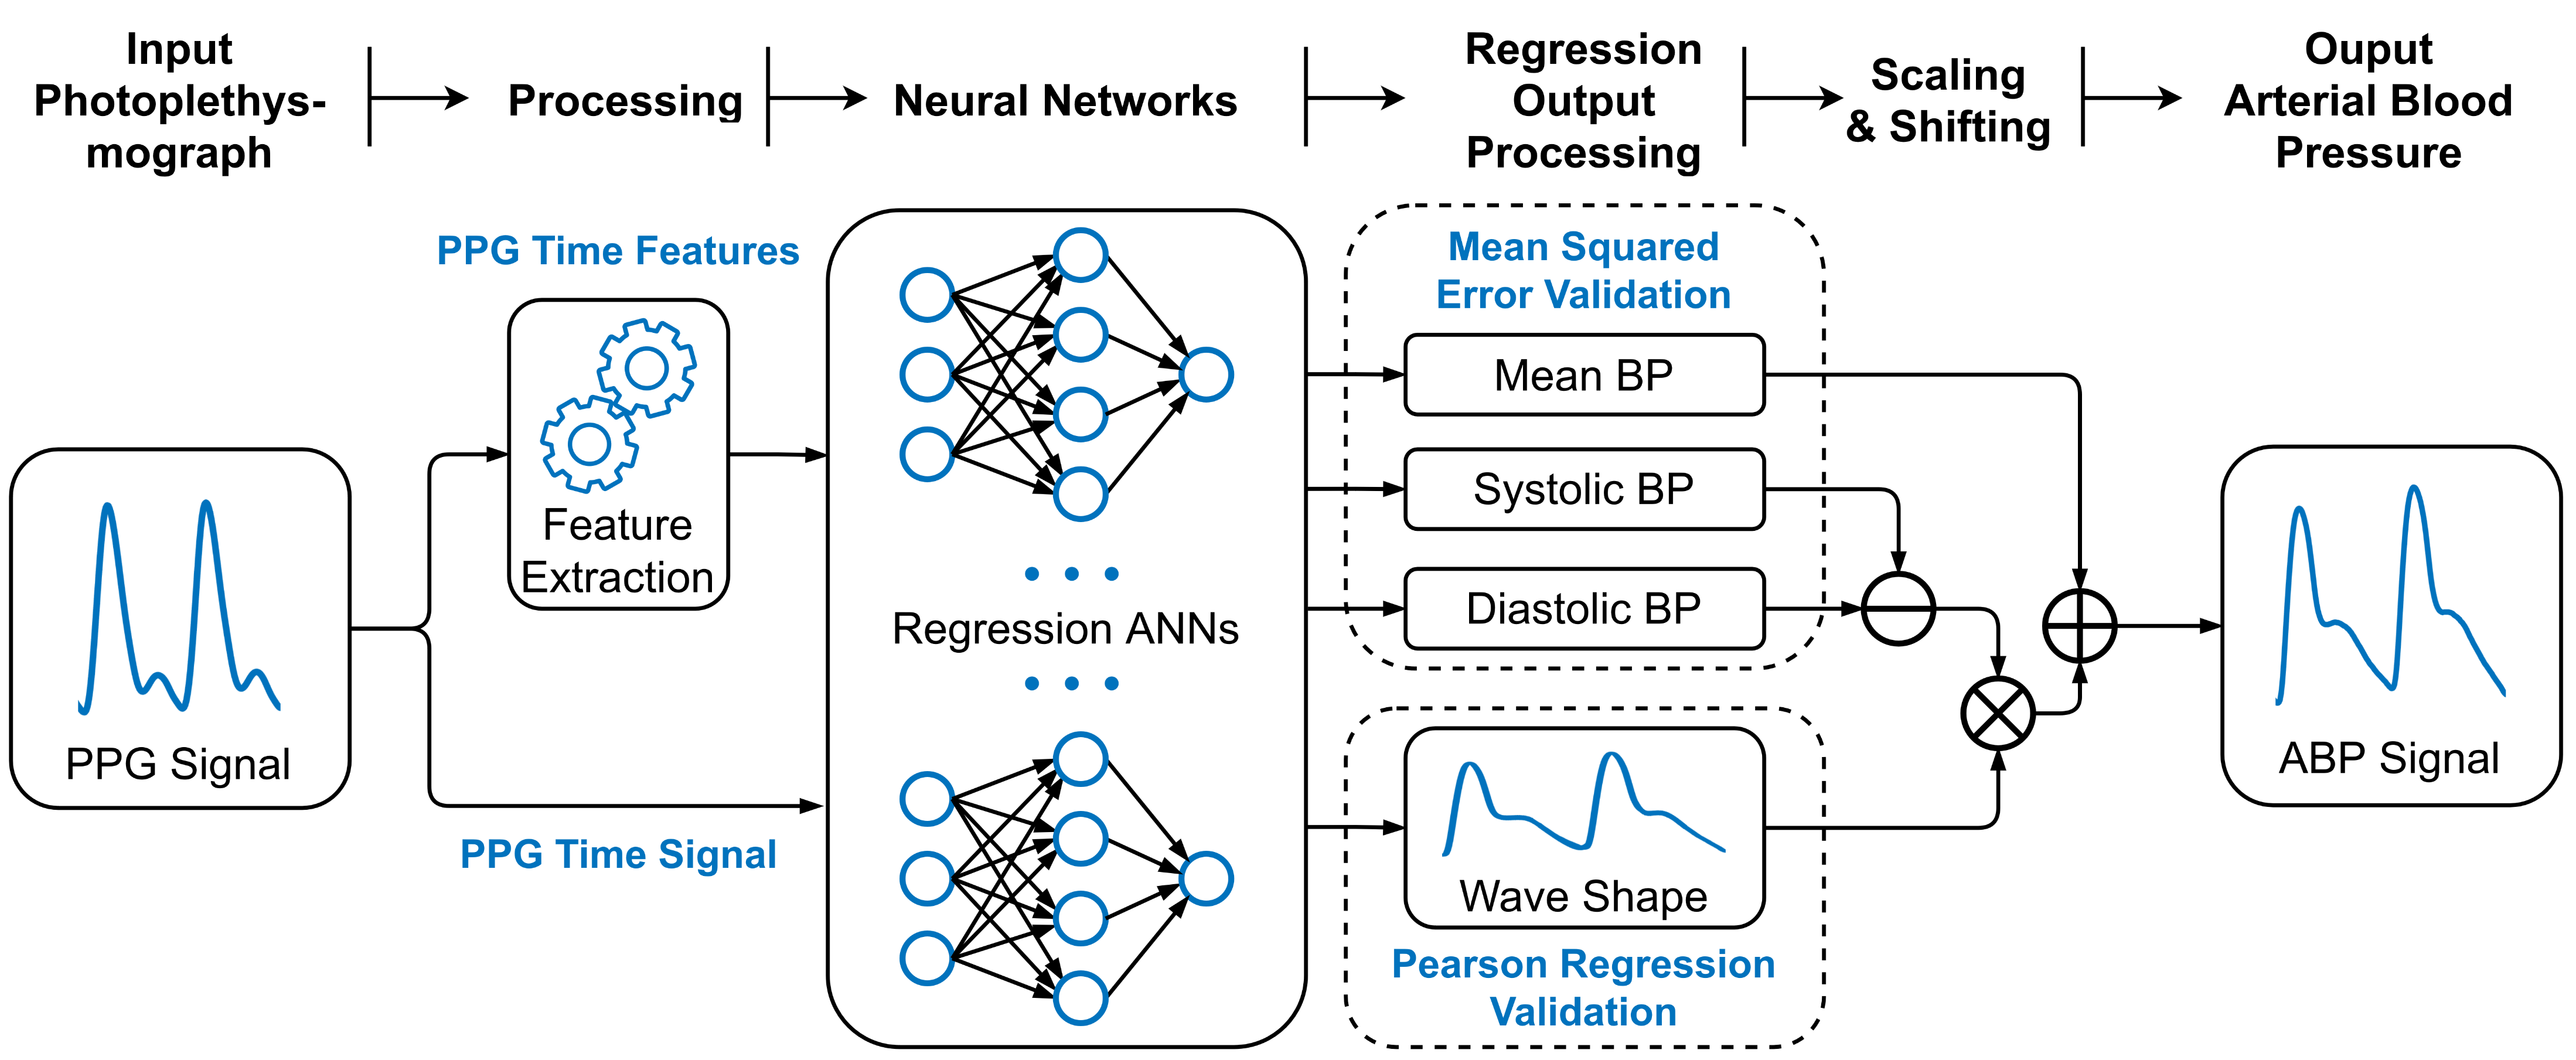 Input
Photoplethys-
mograph
Processing
Neural Networks
Regression
Output
Processing
Scaling
& Shifting
Ouput
Arterial Blood
Pressure
PPG Time Features
Feature
Extraction
PPG Signal
PPG Time Signal
Regression ANNs
Mean Squared
Error Validation
Mean BP
Systolic BP
Diastolic BP
Wave Shape
Pearson Regression
Validation
ABP Signal